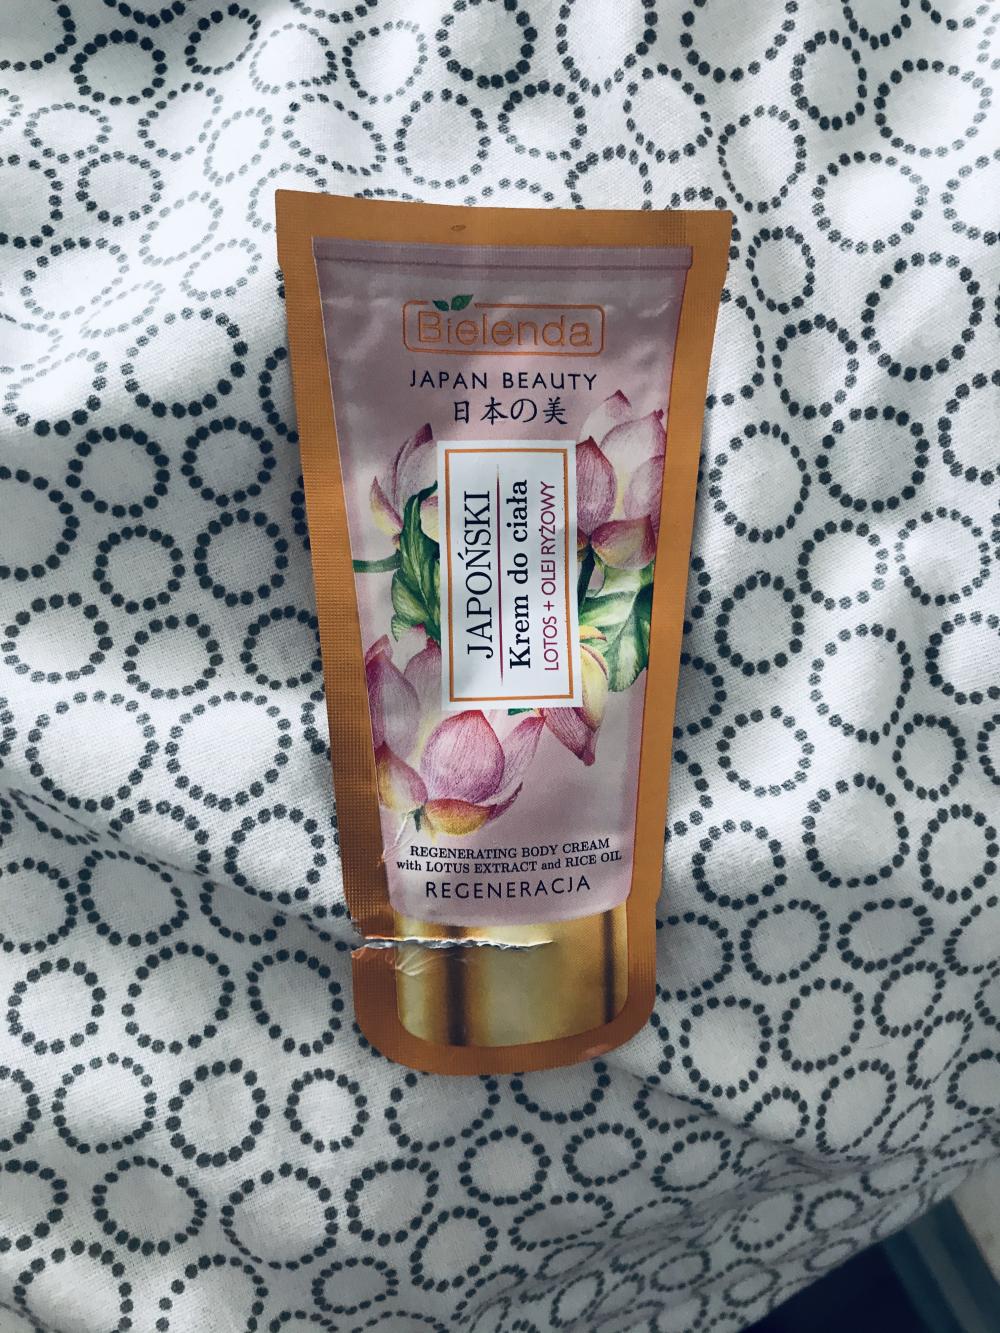 Bielenda
JAPAN BEAUTY
日本の美
JAPOŃSKI
Krem do ciała
LOTOS + OLEJ RYŻOWY
REGENERATING BODY CREAM
with LOTUS EXTRACT and RICE OIL
REGENERACJA